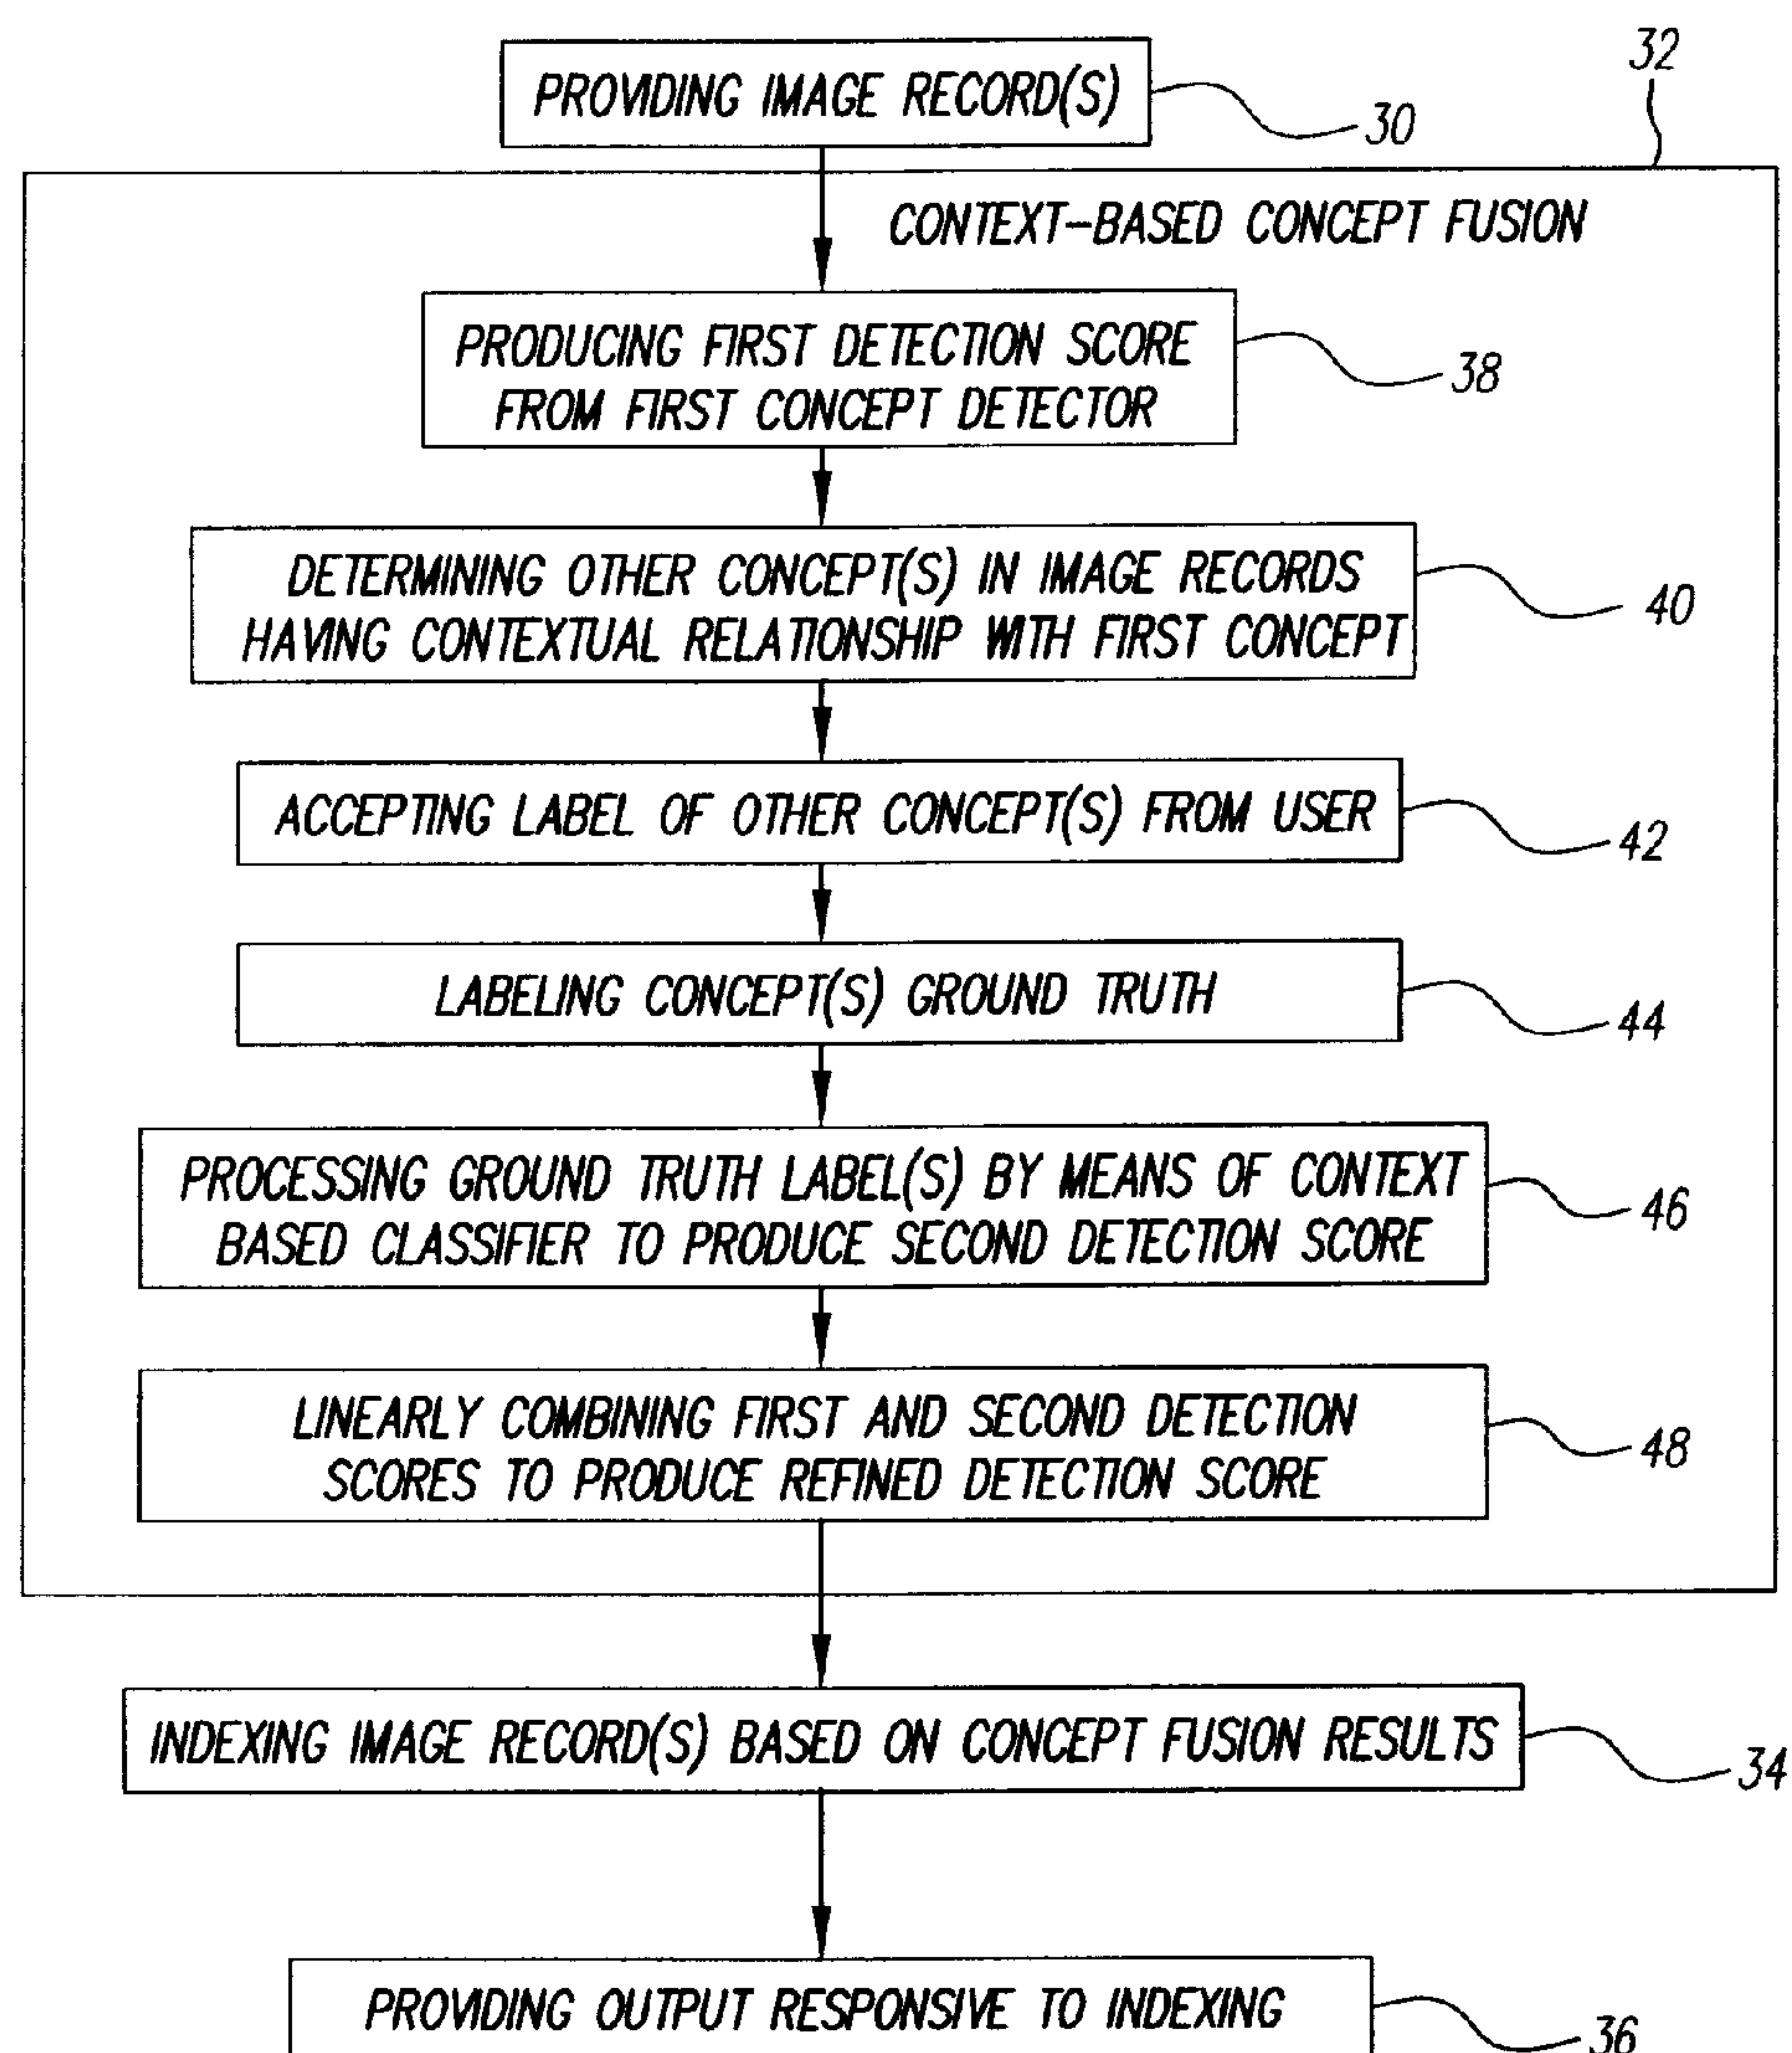 PROVIDING IMAGE RECORD(S)
30
32
CONTEXT-BASED CONCEPT FUSION
PRODUCING FIRST DETECTION SCORE
FROM FIRST CONCEPT DETECTOR
38
DETERMINING OTHER CONCEPT(S) IN IMAGE RECORDS
HAVING CONTEXTUAL RELATIONSHIP WITH FIRST CONCEPT
40
ACCEPTING LABEL OF OTHER CONCEPT(S) FROM USER
42
LABELING CONCEPT(S) GROUND TRUTH
44
PROCESSING GROUND TRUTH LABEL(S) BY MEANS OF CONTEXT
BASED CLASSIFIER TO PRODUCE SECOND DETECTION SCORE
46
LINEARLY COMBINING FIRST AND SECOND DETECTION
SCORES TO PRODUCE REFINED DETECTION SCORE
48
INDEXING IMAGE RECORD(S) BASED ON CONCEPT FUSION RESULTS
34
PROVIDING OUTPUT RESPONSIVE TO INDEXING
36